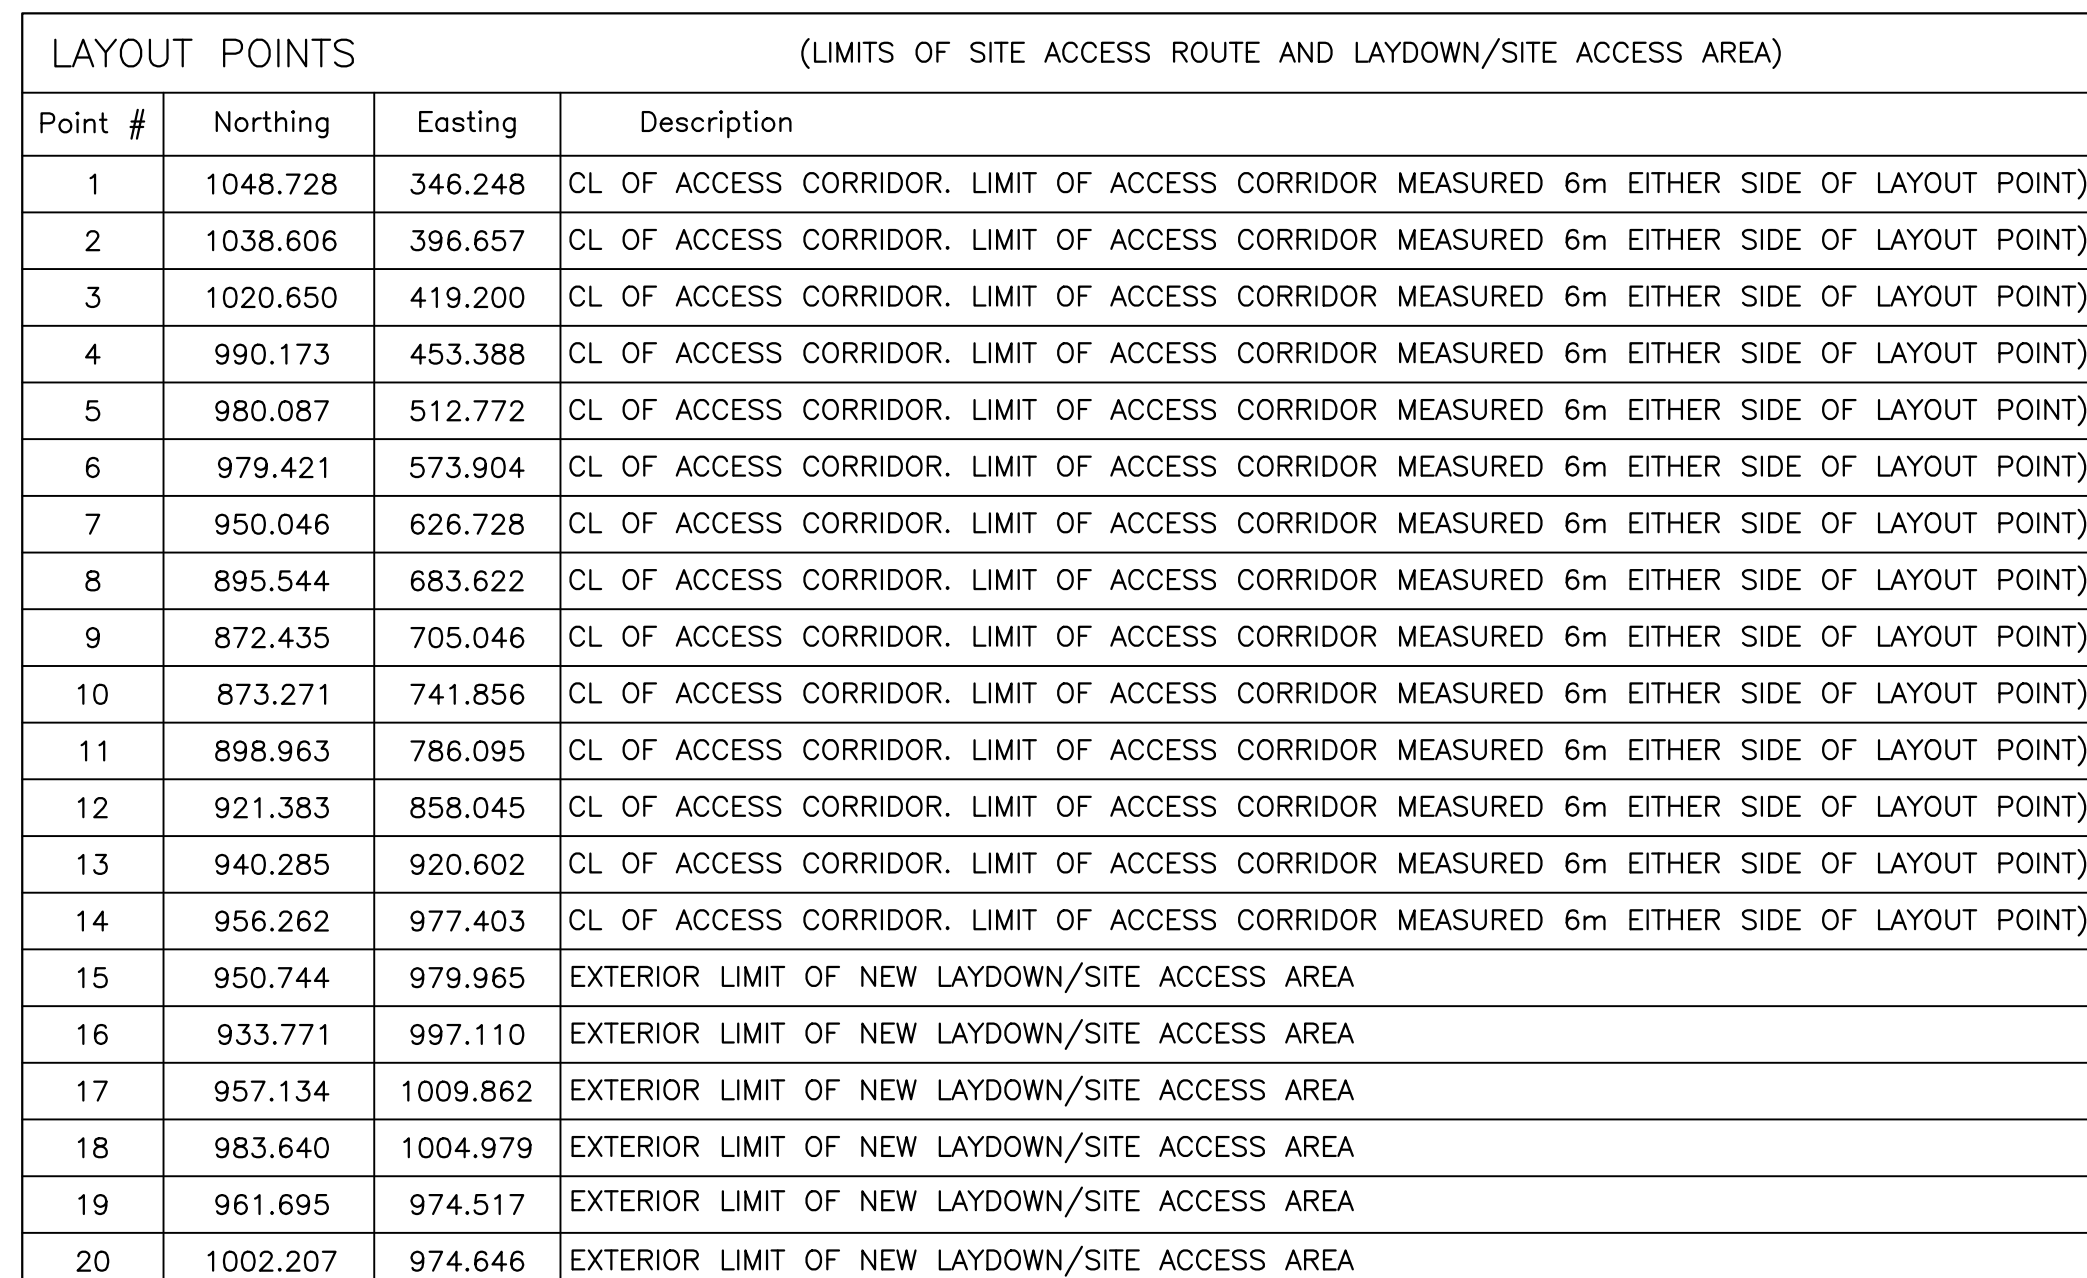 LAYOUT POINTS (LIMITS OF SITE ACCESS ROUTE AND LAYDOWN/SITE ACCESS AREA)
Point # Northing Easting Description
1 1048.728 346.248 CL OF ACCESS CORRIDOR. LIMIT OF ACCESS CORRIDOR MEASURED 6m EITHER SIDE OF LAYOUT POINT)
2 1038.606 396.657 CL OF ACCESS CORRIDOR. LIMIT OF ACCESS CORRIDOR MEASURED 6m EITHER SIDE OF LAYOUT POINT)
3 1020.650 419.200 CL OF ACCESS CORRIDOR. LIMIT OF ACCESS CORRIDOR MEASURED 6m EITHER SIDE OF LAYOUT POINT)
4 990.173 453.388 CL OF ACCESS CORRIDOR. LIMIT OF ACCESS CORRIDOR MEASURED 6m EITHER SIDE OF LAYOUT POINT)
5 980.087 512.772 CL OF ACCESS CORRIDOR. LIMIT OF ACCESS CORRIDOR MEASURED 6m EITHER SIDE OF LAYOUT POINT)
6 979.421 573.904 CL OF ACCESS CORRIDOR. LIMIT OF ACCESS CORRIDOR MEASURED 6m EITHER SIDE OF LAYOUT POINT)
7 950.046 626.728 CL OF ACCESS CORRIDOR. LIMIT OF ACCESS CORRIDOR MEASURED 6m EITHER SIDE OF LAYOUT POINT)
8 895.544 683.622 CL OF ACCESS CORRIDOR. LIMIT OF ACCESS CORRIDOR MEASURED 6m EITHER SIDE OF LAYOUT POINT)
9 872.435 705.046 CL OF ACCESS CORRIDOR. LIMIT OF ACCESS CORRIDOR MEASURED 6m EITHER SIDE OF LAYOUT POINT)
10 873.271 741.856 CL OF ACCESS CORRIDOR. LIMIT OF ACCESS CORRIDOR MEASURED 6m EITHER SIDE OF LAYOUT POINT)
11 898.963 786.095 CL OF ACCESS CORRIDOR. LIMIT OF ACCESS CORRIDOR MEASURED 6m EITHER SIDE OF LAYOUT POINT)
12 921.383 858.045 CL OF ACCESS CORRIDOR. LIMIT OF ACCESS CORRIDOR MEASURED 6m EITHER SIDE OF LAYOUT POINT)
13 940.285 920.602 CL OF ACCESS CORRIDOR. LIMIT OF ACCESS CORRIDOR MEASURED 6m EITHER SIDE OF LAYOUT POINT)
14 956.262 977.403 CL OF ACCESS CORRIDOR. LIMIT OF ACCESS CORRIDOR MEASURED 6m EITHER SIDE OF LAYOUT POINT)
15 950.744 979.965 EXTERIOR LIMIT OF NEW LAYDOWN/SITE ACCESS AREA
16 933.771 997.110 EXTERIOR LIMIT OF NEW LAYDOWN/SITE ACCESS AREA
17 957.134 1009.862 EXTERIOR LIMIT OF NEW LAYDOWN/SITE ACCESS AREA
18 983.640 1004.979 EXTERIOR LIMIT OF NEW LAYDOWN/SITE ACCESS AREA
19 961.695 974.517 EXTERIOR LIMIT OF NEW LAYDOWN/SITE ACCESS AREA
20 1002.207 974.646 EXTERIOR LIMIT OF NEW LAYDOWN/SITE ACCESS AREA